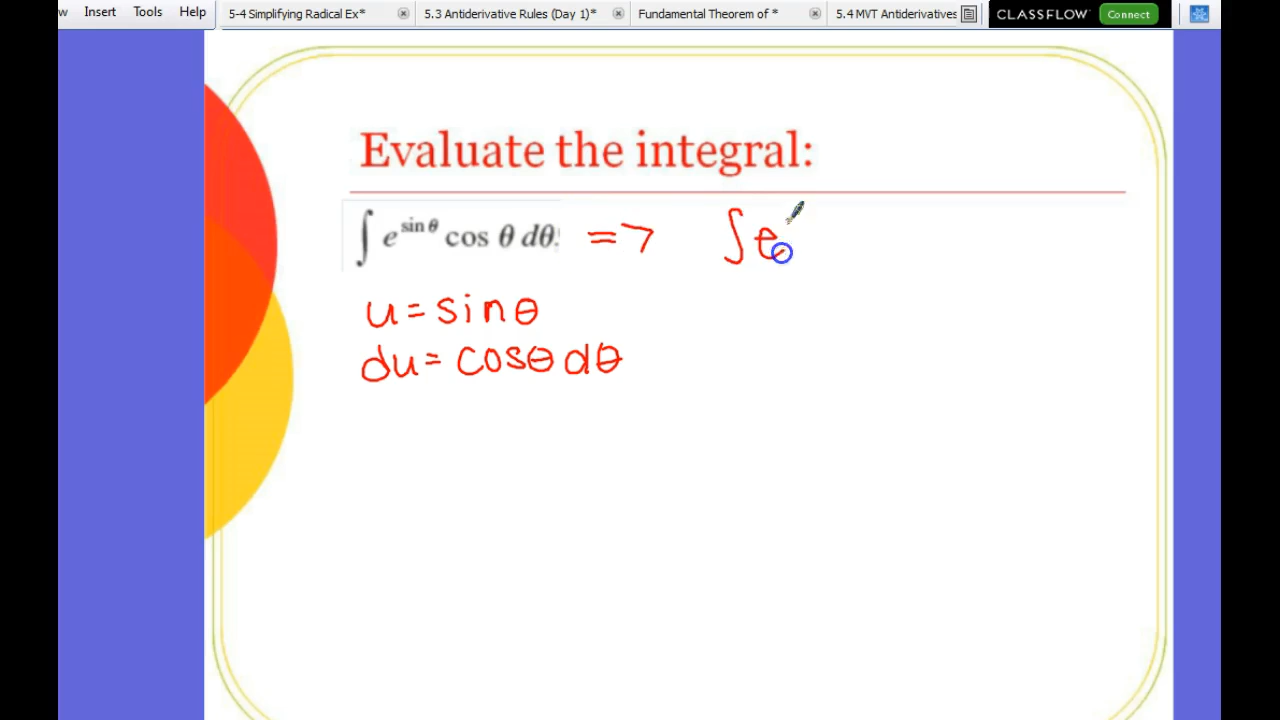 w Insert Tools Help 5-4 Simplifying Radical Ex* 5.3 Antiderivative Rules (Day 1)* Fundamental Theorem of * 5.4 MVT Antiderivatives CLASSFLOW Connect
Evaluate the integral:
∫ e^{sin θ} cos θ dθ. => ∫e
u = sinθ
du = cosθ dθ